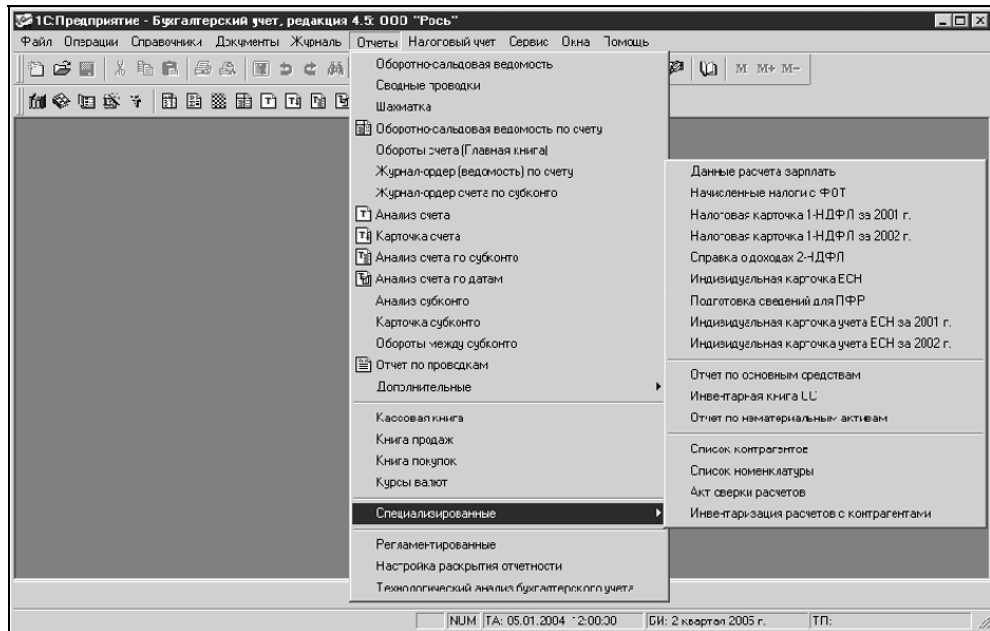 1С:Предприятие - Бухгалтерский учет, редакция 4.5: ООО "Рось"
Файл Операции Справочники Документы Журналы Отчеты Налоговый учет Сервис Окна Помощь
M M+ M-
Оборотно-сальдовая ведомость
Сводные проводки
Шахматка
Оборотно-сальдовая ведомость по счету
Обороты счета (Главная книга)
Журнал-ордер (ведомость) по счету
Журнал-ордер счета по субконто
Анализ счета
Карточка счета
Анализ счета по субконто
Анализ счета по датам
Анализ субконто
Карточка субконто
Обороты между субконто
Отчет по проводкам
Дополнительные
Кассовая книга
Книга продаж
Книга покупок
Курсы валют
Специализированные
Регламентированные
Настройка раскрытия отчетности
Технологический анализ бухгалтерского учета
Данные расчета зарплаты
Начисленные налоги с ФОТ
Налоговая карточка 1-НДФЛ за 2001 г.
Налоговая карточка 1-НДФЛ за 2002 г.
Справка о доходах 2-НДФЛ
Индивидуальная карточка ЕСН
Подготовка сведений для ПФР
Индивидуальная карточка учета ЕСН за 2001 г.
Индивидуальная карточка учета ЕСН за 2002 г.
Отчет по основным средствам
Инвентарная книга ОС
Отчет по нематериальным активам
Список контрагентов
Список номенклатуры
Акт сверки расчетов
Инвентаризация расчетов с контрагентами
NUM ТА: 05.01.2004 12:00:00 БИ: 2 квартал 2005 г. ТП: